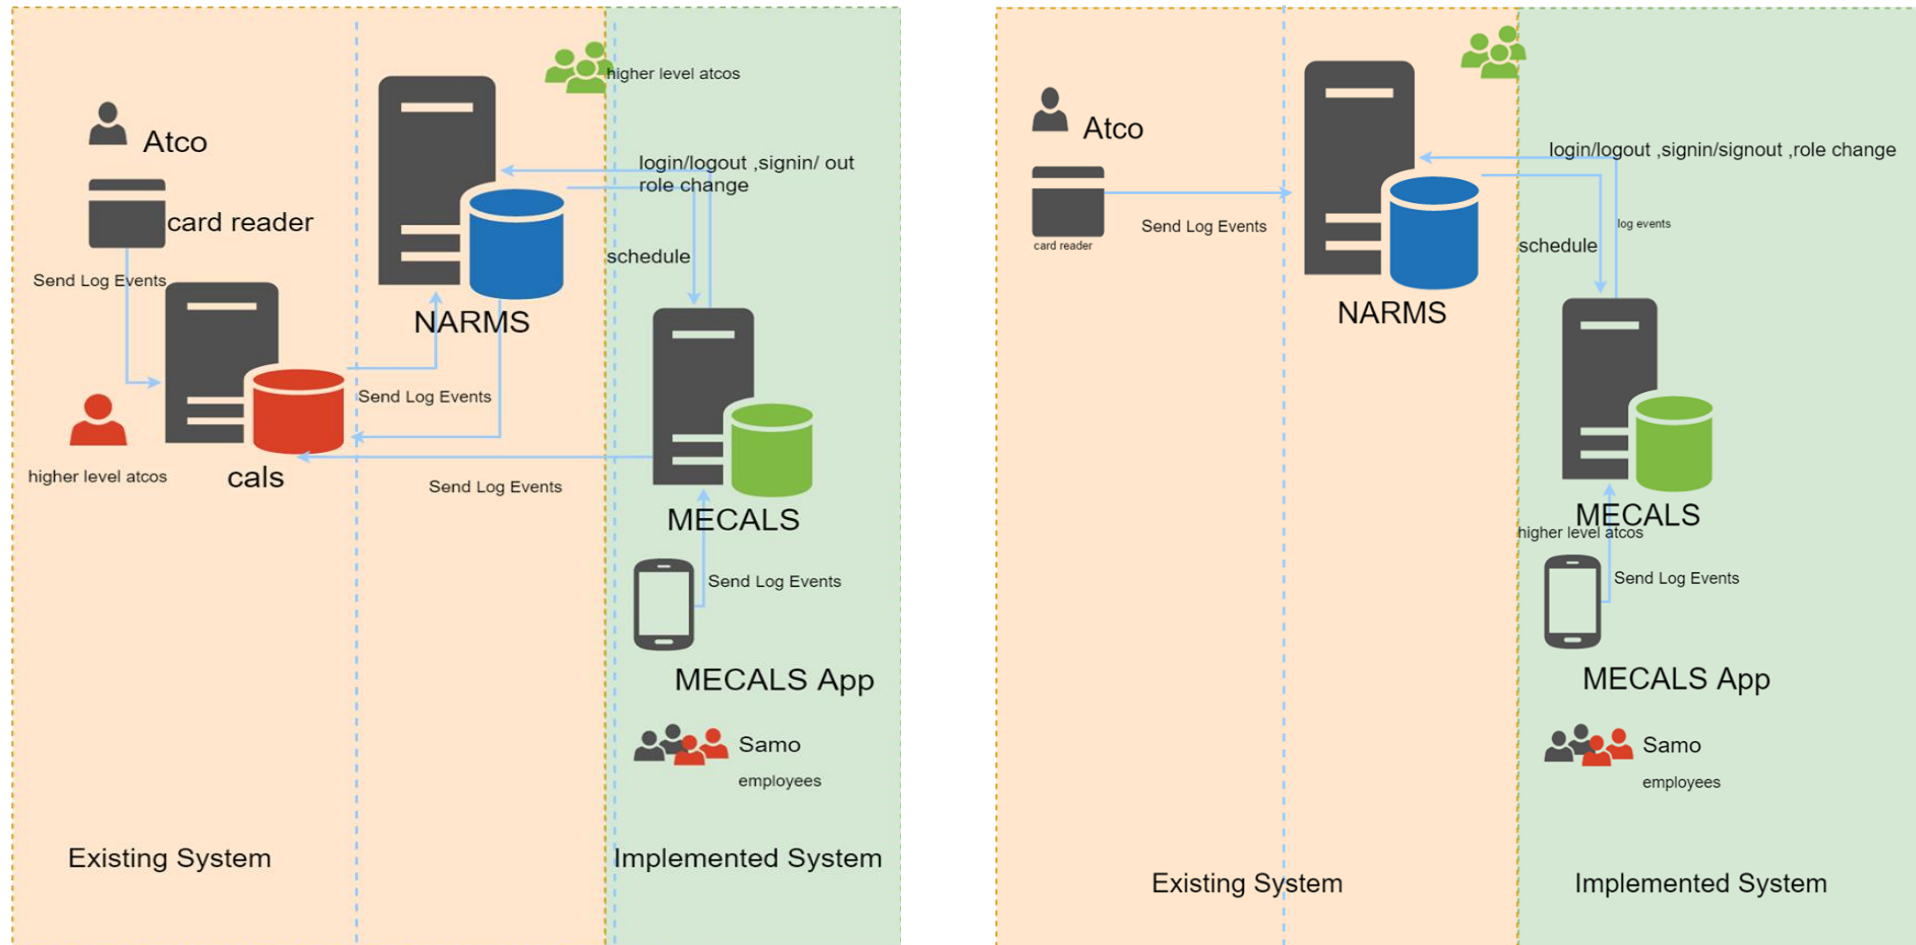 higher level atcos
Atco
login/logout ,signin/ out
role change
card reader
schedule
Send Log Events
NARMS
Send Log Events
higher level atcos
cals
Send Log Events
MECALS
Send Log Events
MECALS App
Samo
employees
Existing System
Implemented System
Atco
login/logout ,signin/signout ,role change
card reader
Send Log Events
log events
schedule
NARMS
MECALS
higher level atcos
Send Log Events
MECALS App
Samo
employees
Existing System
Implemented System